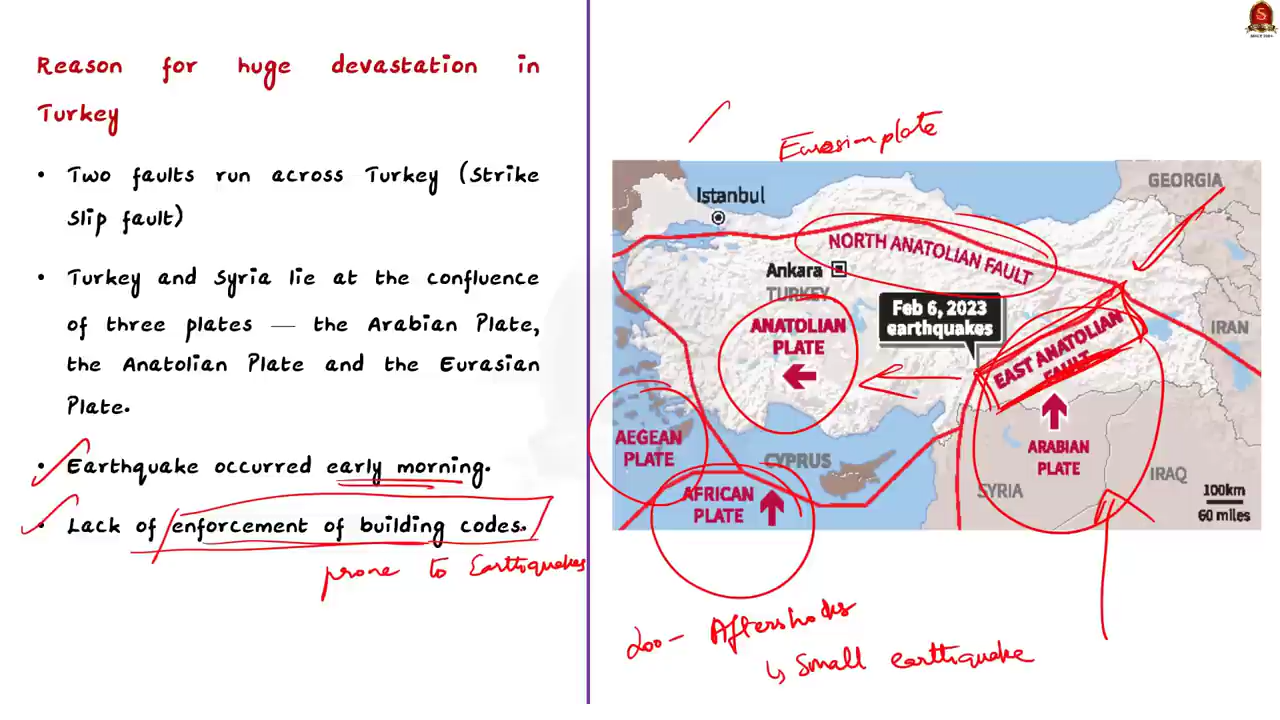 Reason for huge devastation in
Turkey
• Two faults run across Turkey (Strike
Slip fault)
• Turkey and Syria lie at the confluence
of three plates — the Arabian Plate,
the Anatolian Plate and the Eurasian
Plate.
• Earthquake occurred early morning.
• Lack of enforcement of building codes.
prone to Earthquakes
Eurasian plate
GEORGIA
Istanbul
NORTH ANATOLIAN FAULT
Ankara
TURKEY
Feb 6, 2023
earthquakes
ANATOLIAN
PLATE
EAST ANATOLIAN
FAULT
IRAN
AEGEAN
PLATE
CYPRUS
ARABIAN
PLATE
IRAQ
SYRIA
AFRICAN
PLATE
100km
60 miles
200 - Aftershocks
↳ Small earthquake
S